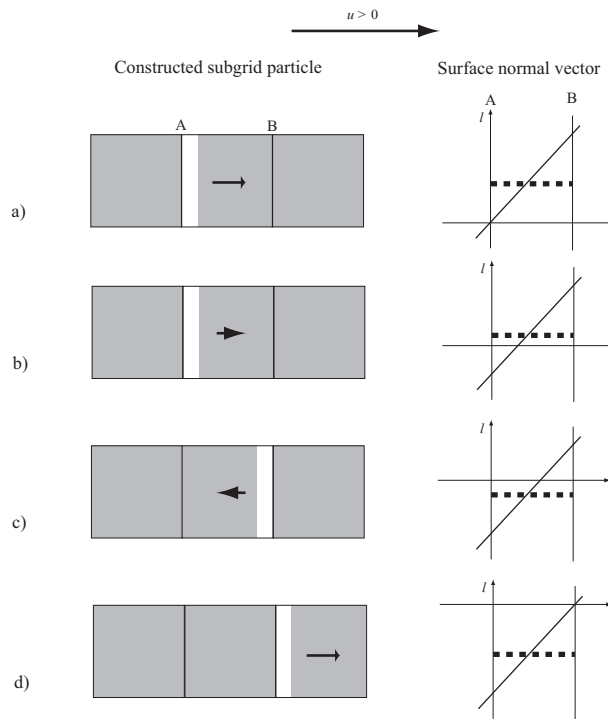 u > 0
Constructed subgrid particle
Surface normal vector
A B
A B
l
a)
l
b)
l
c)
l
d)